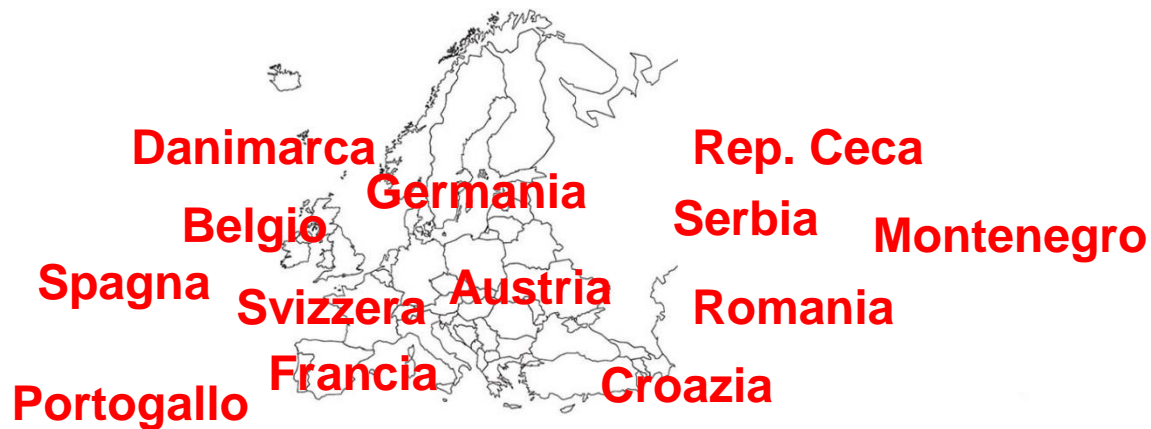 Danimarca
Rep. Ceca
Germania
Belgio
Serbia
Montenegro
Spagna
Svizzera
Austria
Romania
Francia
Croazia
Portogallo